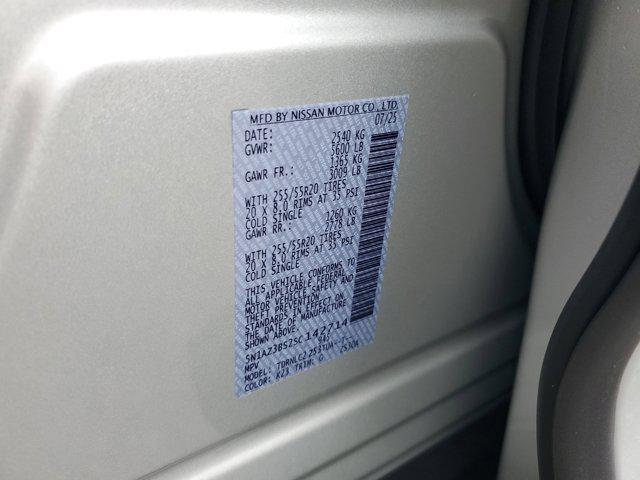 MFD BY NISSAN MOTOR CO., LTD.
DATE: 07/25
GVWR: 2540 KG
5600 LB
GAWR FR.: 1365 KG
3009 LB
WITH 255/55R20 TIRES
20 X 8.0 RIMS AT 35 PSI
COLD SINGLE
GAWR RR.: 1260 KG
2778 LB
WITH 255/55R20 TIRES
20 X 8.0 RIMS AT 35 PSI
COLD SINGLE
THIS VEHICLE CONFORMS TO
ALL APPLICABLE FEDERAL
MOTOR VEHICLE SAFETY AND
THEFT PREVENTION
STANDARDS IN EFFECT ON
THE DATE OF MANUFACTURE
SHOWN ABOVE.
5N1AZ3BS2SC142714
MPV
MODEL:
COLOR: K23 TRIM: G